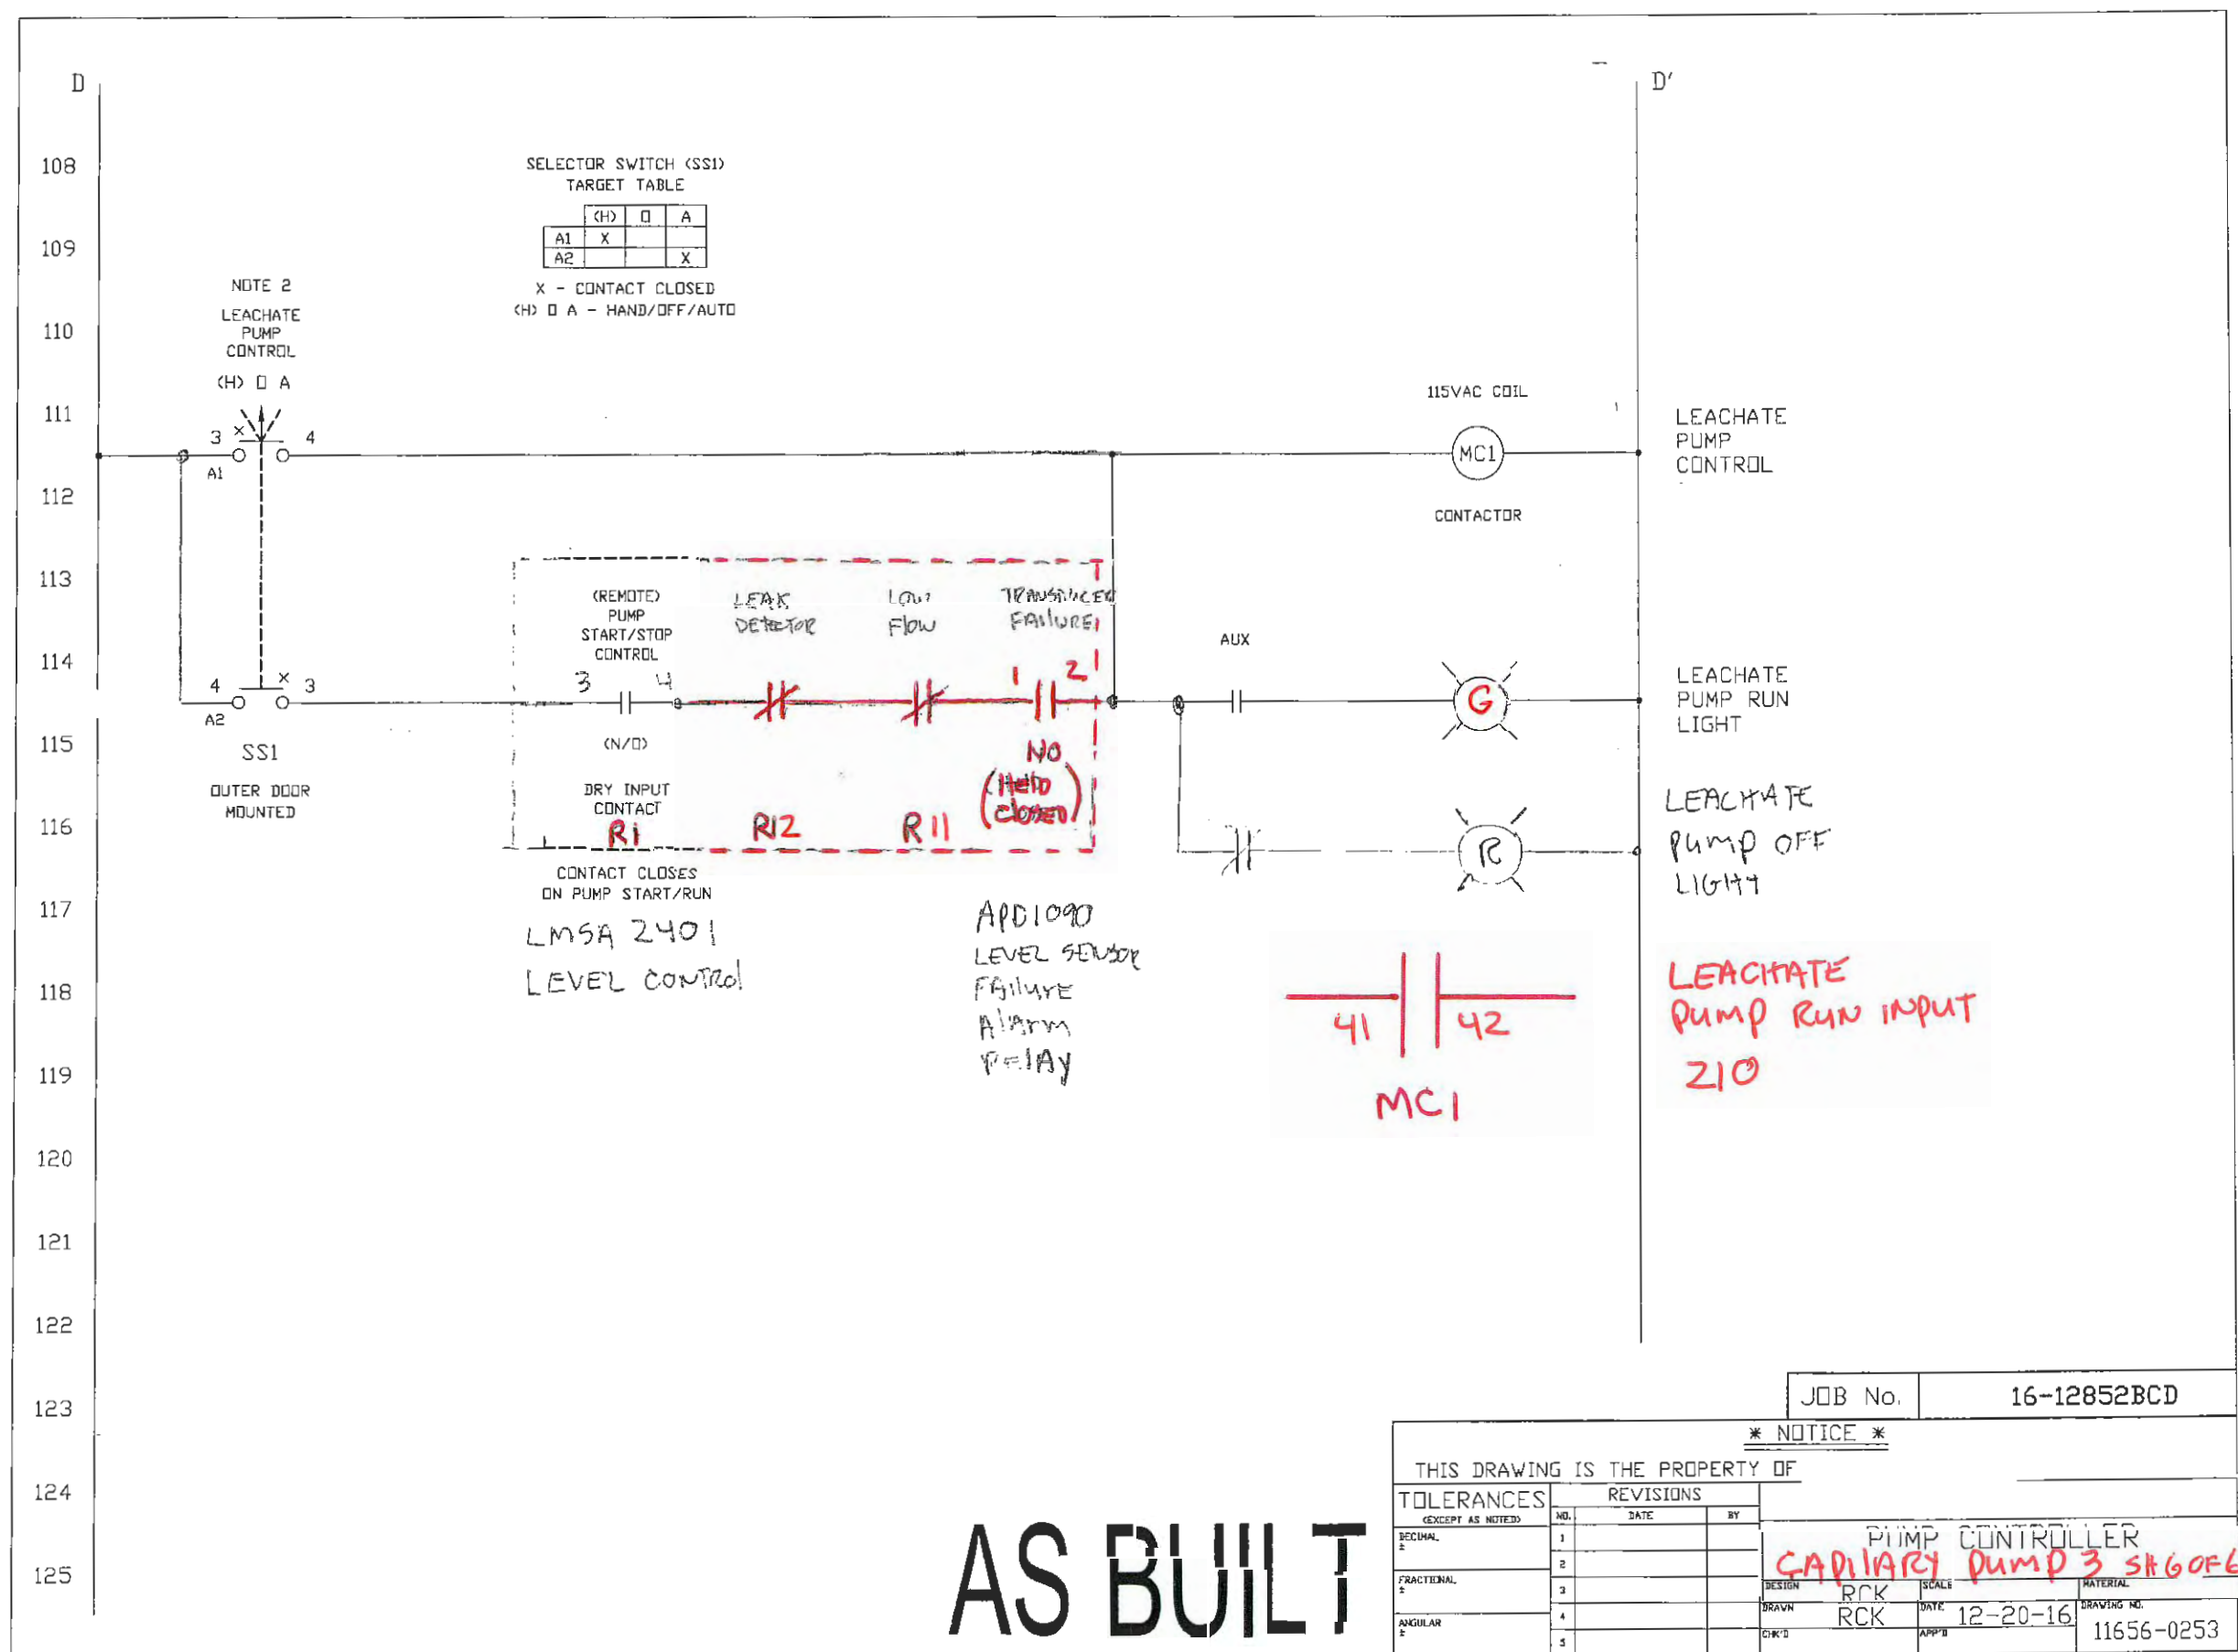 D
D'
108
109
110
111
112
113
114
115
116
117
118
119
120
121
122
123
124
125
SELECTOR SWITCH (SS1)
TARGET TABLE
(H) O A
A1 X
A2 X
X - CONTACT CLOSED
(H) O A - HAND/OFF/AUTO
NOTE 2
LEACHATE
PUMP
CONTROL
(H) O A
3 X 4
A1
4 X 3
A2
SS1
OUTER DOOR
MOUNTED
115VAC COIL
MC1
CONTACTOR
LEACHATE
PUMP
CONTROL
(REMOTE)
PUMP
START/STOP
CONTROL
3 4
(N/O)
DRY INPUT
CONTACT
R1
CONTACT CLOSES
ON PUMP START/RUN
LMSA 2401
LEVEL CONTROL
LEAK
DETECTOR
R12
LOW
Flow
R11
TRANSDUCER
FAILURE
1 2
NO
(Held
closed)
APD1090
LEVEL SENSOR
FAILURE
AlArm
RelAy
AUX
G
LEACHATE
PUMP RUN
LIGHT
R
LEACHATE
Pump OFF
LIGHT
41 42
MC1
LEACHATE
Pump RUN INPUT
210
AS BUILT
JOB No. 16-12852BCD
* NOTICE *
THIS DRAWING IS THE PROPERTY OF
TOLERANCES
(EXCEPT AS NOTED)
REVISIONS
NO. DATE BY
DECIMAL
±
1
2
FRACTIONAL
±
3
4
ANGULAR
±
5
PUMP CONTROLLER
CAPILARY PUMP 3 SH 6 OF 6
DESIGN RCK SCALE MATERIAL
DRAWN RCK DATE 12-20-16 DRAWING NO.
CHK'D APP'D 11656-0253